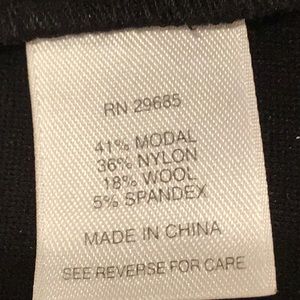 RN 29685
41% MODAL
36% NYLON
18% WOOL
5% SPANDEX
MADE IN CHINA
SEE REVERSE FOR CARE